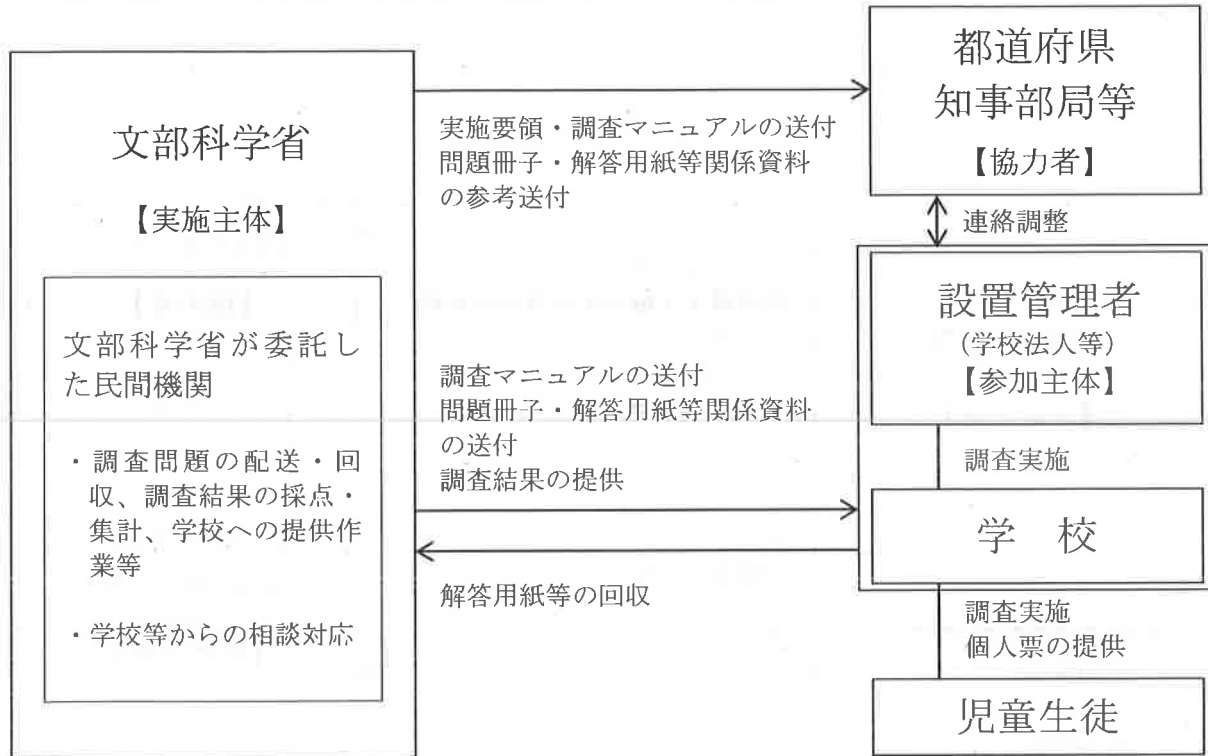 文部科学省
【実施主体】
文部科学省が委託し
た民間機関
・調査問題の配送・回
収、調査結果の採点・
集計、学校への提供作
業等
・学校等からの相談対応
実施要領・調査マニュアルの送付
問題冊子・解答用紙等関係資料
の参考送付
調査マニュアルの送付
問題冊子・解答用紙等関係資料
の送付
調査結果の提供
解答用紙等の回収
都道府県
知事部局等
【協力者】
連絡調整
設置管理者
(学校法人等)
【参加主体】
調査実施
学 校
調査実施
個人票の提供
児童生徒